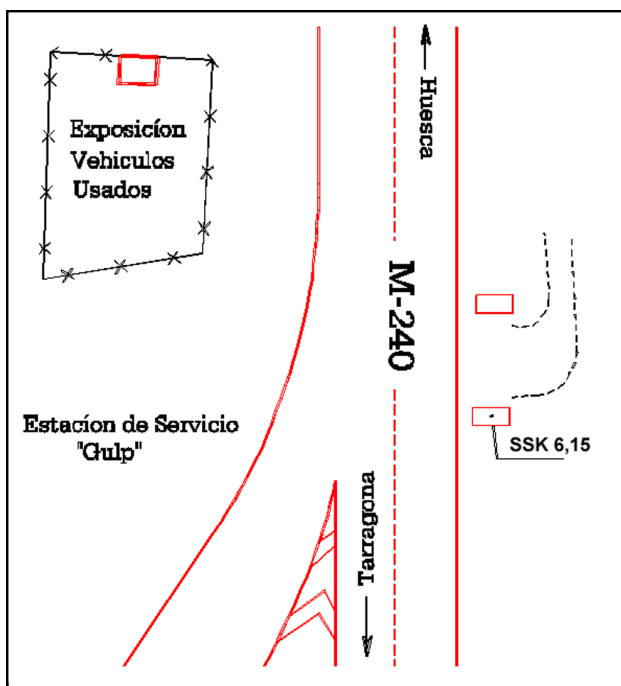 Exposicíon
Vehiculos
Usados
Huesca
M-240
Estacíon de Servicio
"Gulp"
SSK 6,15
Tarragona